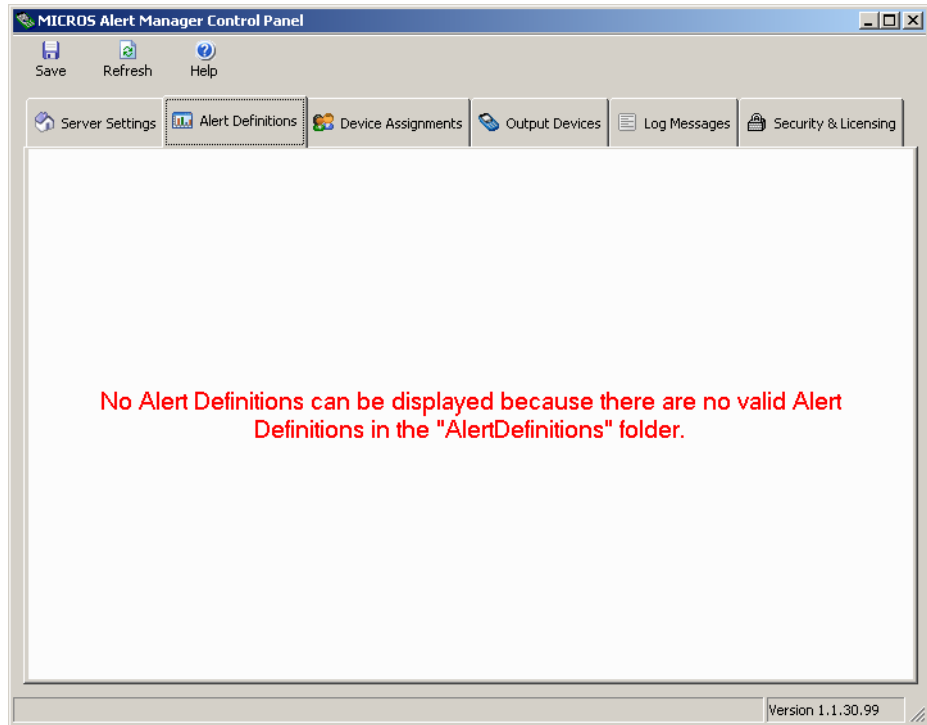 MICROS Alert Manager Control Panel
Save Refresh Help
Server Settings Alert Definitions Device Assignments Output Devices Log Messages Security & Licensing
No Alert Definitions can be displayed because there are no valid Alert
Definitions in the "AlertDefinitions" folder.
Version 1.1.30.99